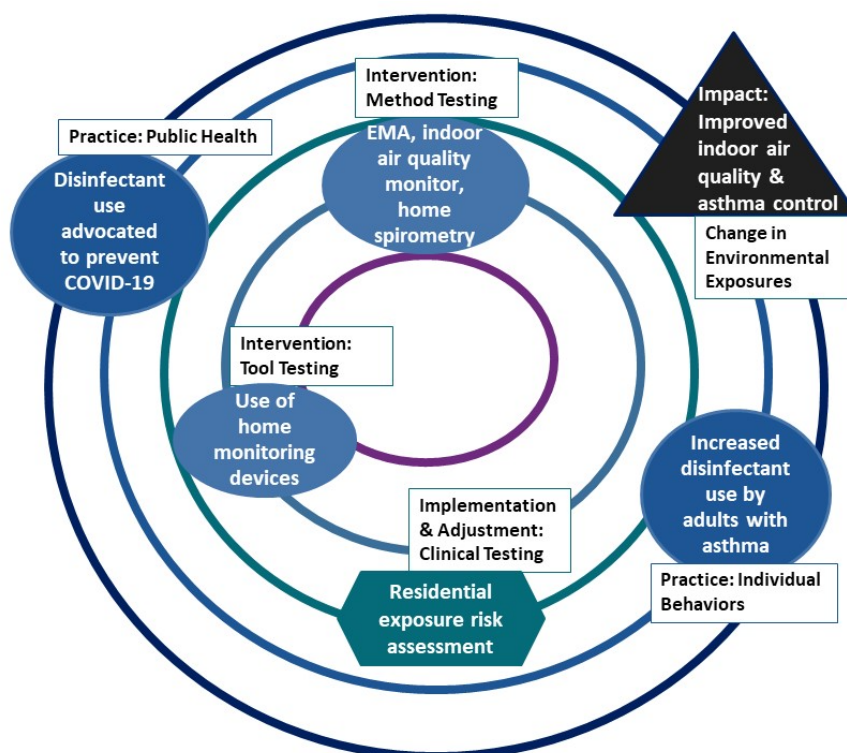 Intervention:
Method Testing
EMA, indoor
air quality
monitor,
home
spirometry
Impact:
Improved
indoor air
quality &
asthma control
Change in
Environmental
Exposures
Practice: Public Health
Disinfectant
use
advocated
to prevent
COVID-19
Intervention:
Tool Testing
Use of
home
monitoring
devices
Increased
disinfectant
use by
adults with
asthma
Practice: Individual
Behaviors
Implementation
& Adjustment:
Clinical Testing
Residential
exposure risk
assessment